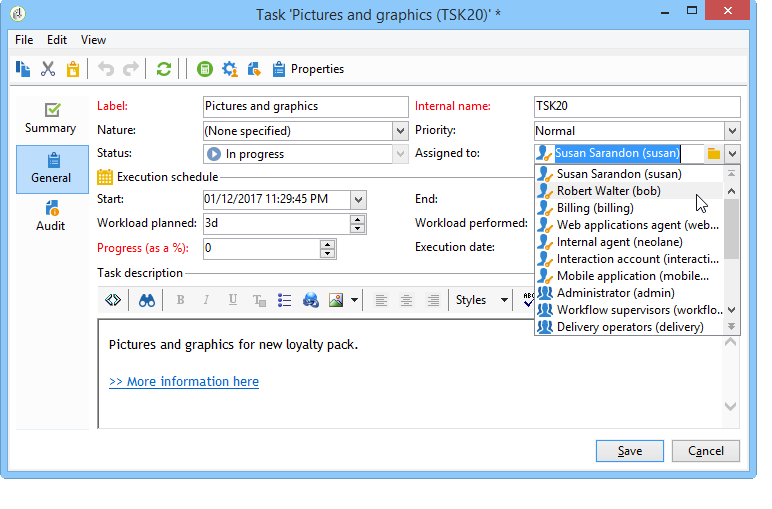 Task 'Pictures and graphics (TSK20)' *
File Edit View
Properties
Summary
General
Audit
Label: Pictures and graphics Internal name: TSK20
Nature: (None specified) Priority: Normal
Status: In progress Assigned to: Susan Sarandon (susan)
Susan Sarandon (susan)
Robert Walter (bob)
Billing (billing)
Web applications agent (web...
Internal agent (neolane)
Interaction account (interacti...
Mobile application (mobile...
Administrator (admin)
Workflow supervisors (workflo...
Delivery operators (delivery)
Execution schedule
Start: 01/12/2017 11:29:45 PM End:
Workload planned: 3d Workload performed:
Progress (as a %): 0 Execution date:
Task description
B I U T Styles ABC
Pictures and graphics for new loyalty pack.
>> More information here
Save Cancel